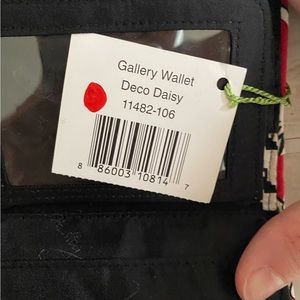 Gallery Wallet
Deco Daisy
11482-106
8 86003 10814 7